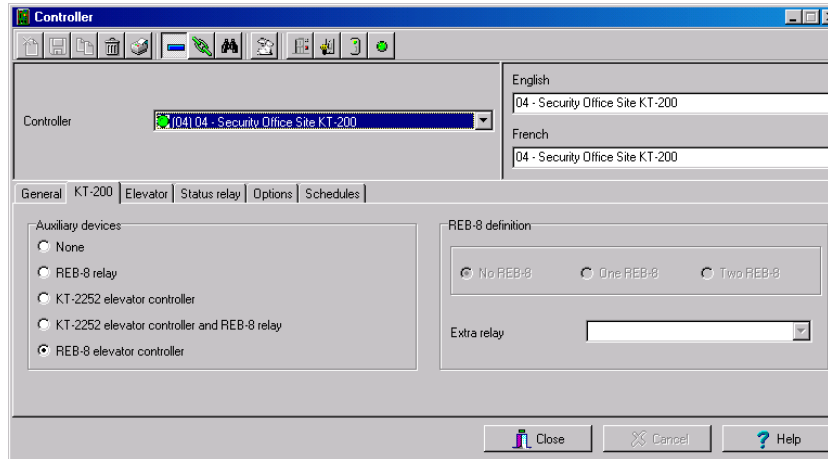 Controller
English
04 - Security Office Site KT-200
Controller
(04) 04 - Security Office Site KT-200
French
04 - Security Office Site KT-200
General KT-200 Elevator Status relay Options Schedules
Auxiliary devices
None
REB-8 relay
KT-2252 elevator controller
KT-2252 elevator controller and REB-8 relay
REB-8 elevator controller
REB-8 definition
No REB-8 One REB-8 Two REB-8
Extra relay
Close Cancel Help